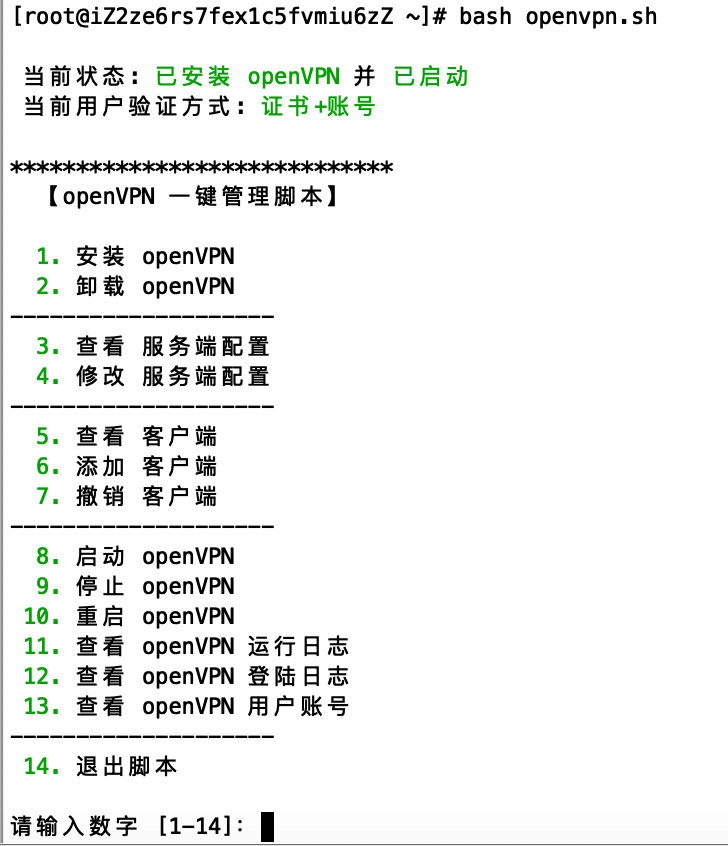 [root@iZ2ze6rs7fex1c5fvmiu6zZ ~]# bash openvpn.sh
当前状态: 已安装 openVPN 并 已启动
当前用户验证方式: 证书+账号
*****************************
【openVPN 一键管理脚本】
1. 安装 openVPN
2. 卸载 openVPN
--------------------
3. 查看 服务端配置
4. 修改 服务端配置
--------------------
5. 查看 客户端
6. 添加 客户端
7. 撤销 客户端
--------------------
8. 启动 openVPN
9. 停止 openVPN
10. 重启 openVPN
11. 查看 openVPN 运行日志
12. 查看 openVPN 登陆日志
13. 查看 openVPN 用户账号
--------------------
14. 退出脚本
请输入数字 [1-14]: